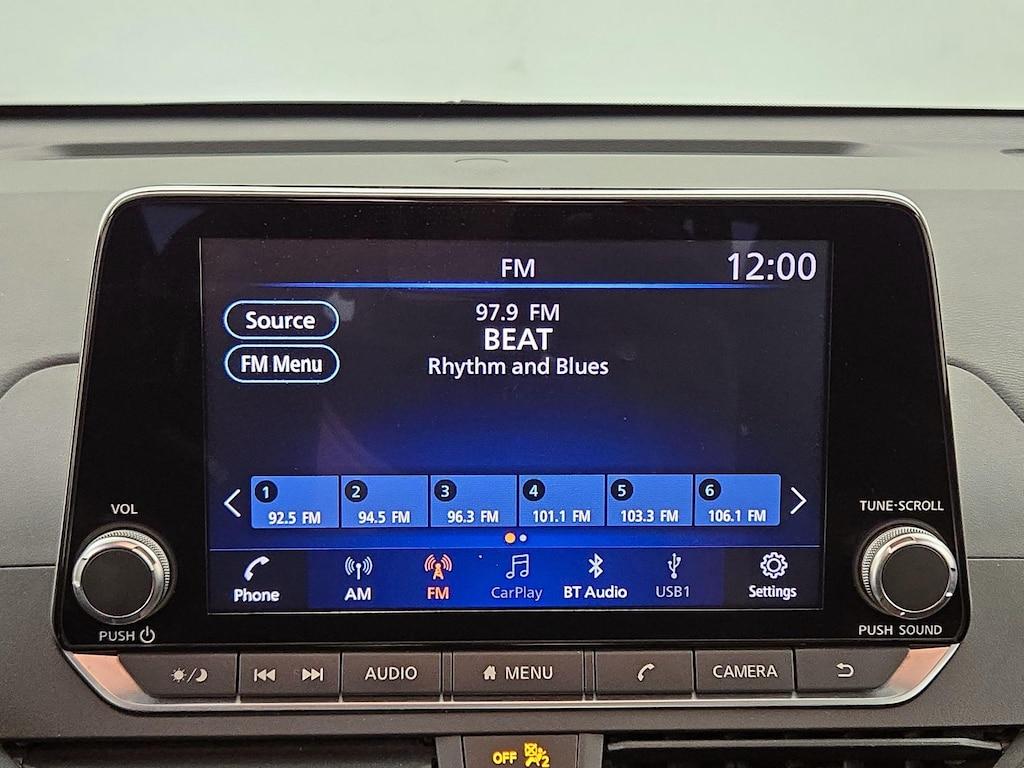 FM 12:00
97.9 FM
Source
BEAT
FM Menu
Rhythm and Blues
1 2 3 4 5 6
92.5 FM 94.5 FM 96.3 FM 101.1 FM 103.3 FM 106.1 FM
VOL
TUNE·SCROLL
Phone AM FM CarPlay BT Audio USB1 Settings
PUSH
PUSH SOUND
AUDIO MENU CAMERA
OFF 2